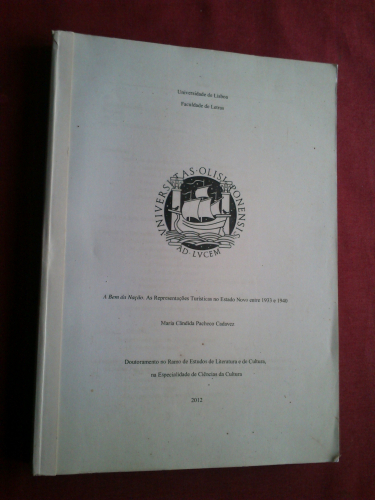 Universidade de Lisboa
Faculdade de Letras
UNIVERSITAS · OLISIPONENSIS
AD LVCEM
A Bem da Nação. As Representações Turísticas no Estado Novo entre 1933 e 1940
Maria Cândida Pacheco Cadavez
Doutoramento no Ramo de Estudos de Literatura e de Cultura,
na Especialidade de Ciências da Cultura
2012